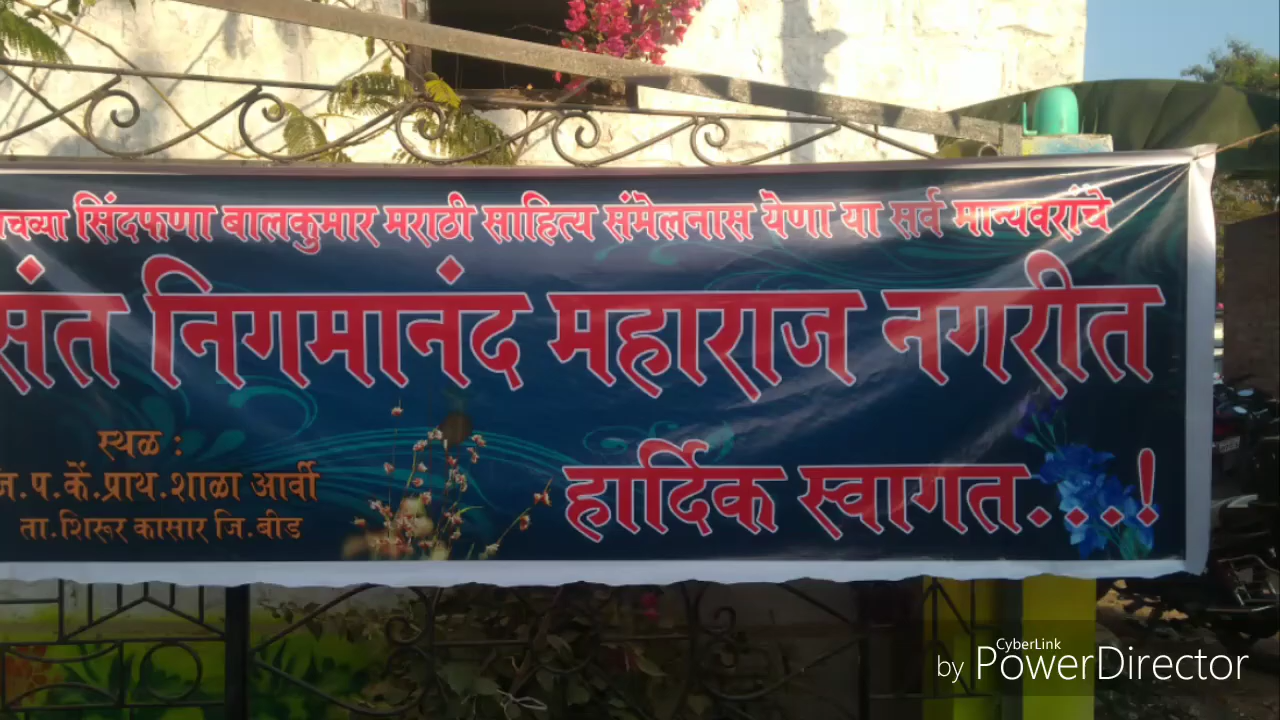 सिंदफणा बालकुमार मराठी साहित्य संमेलनास येणा या सर्व मान्यवरांचे
संत निगमानंद महाराज नगरीत
हार्दिक स्वागत....!
स्थळ :
ज.प.कें.प्राथ.शाळा आर्वी
ता.शिरूर कासार जि.बीड
CyberLink
by PowerDirector